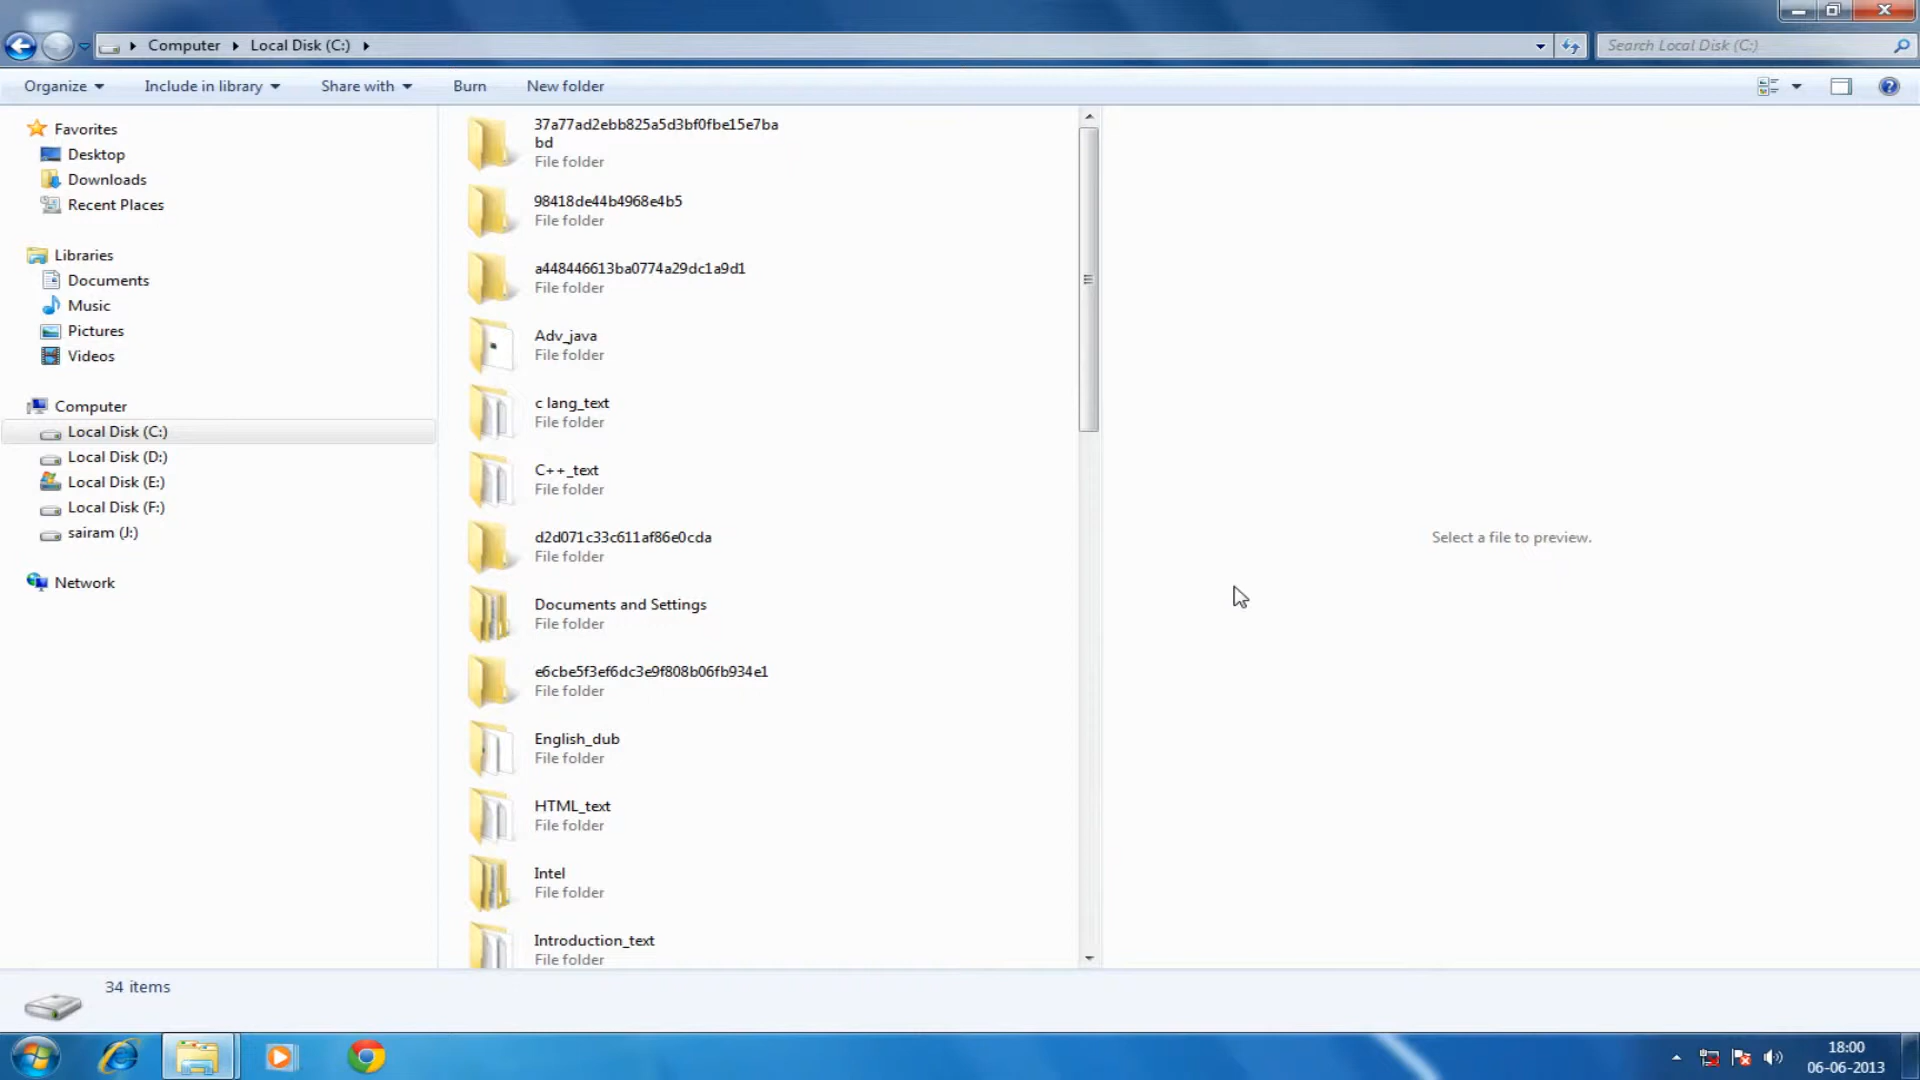 Computer Local Disk (C:)
Search Local Disk (C:)
Organize Include in library Share with Burn New folder
Favorites
Desktop
Downloads
Recent Places
Libraries
Documents
Music
Pictures
Videos
Computer
Local Disk (C:)
Local Disk (D:)
Local Disk (E:)
Local Disk (F:)
sairam (J:)
Network
37a77ad2ebb825a5d3bf0fbe15e7ba
bd
File folder
98418de44b4968e4b5
File folder
a448446613ba0774a29dc1a9d1
File folder
Adv_java
File folder
c lang_text
File folder
C++_text
File folder
d2d071c33c611af86e0cda
File folder
Documents and Settings
File folder
e6cbe5f3ef6dc3e9f808b06fb934e1
File folder
English_dub
File folder
HTML_text
File folder
Intel
File folder
Introduction_text
File folder
Select a file to preview.
34 items
18:00
06-06-2013